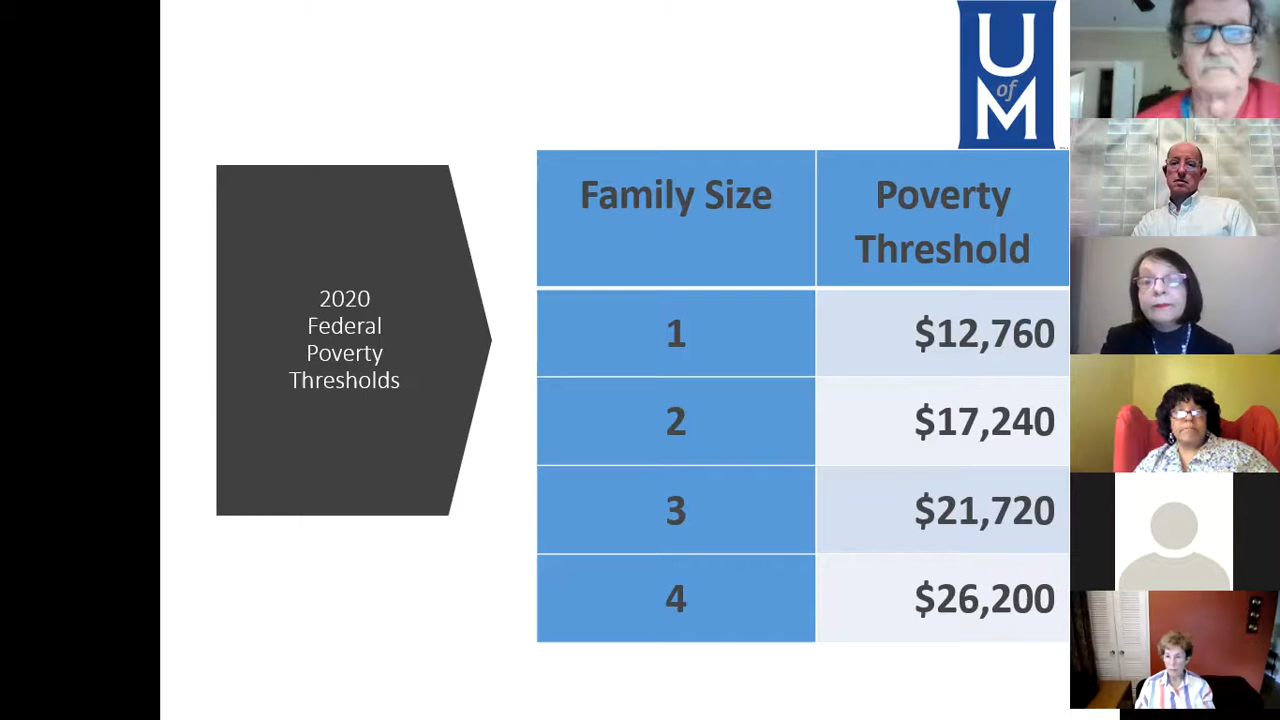 U
of
M
2020
Federal
Poverty
Thresholds
Family Size
Poverty
Threshold
1
$12,760
2
$17,240
3
$21,720
4
$26,200